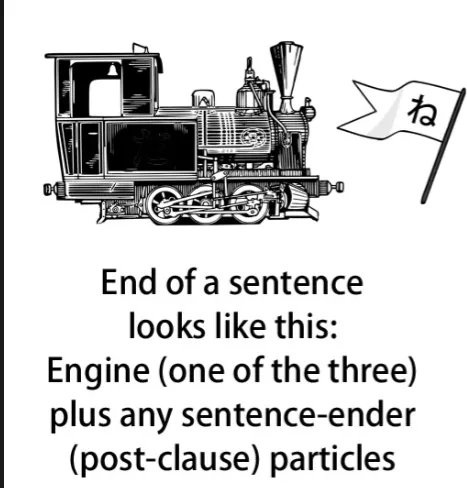 ね
End of a sentence
looks like this:
Engine (one of the three)
plus any sentence-ender
(post-clause) particles